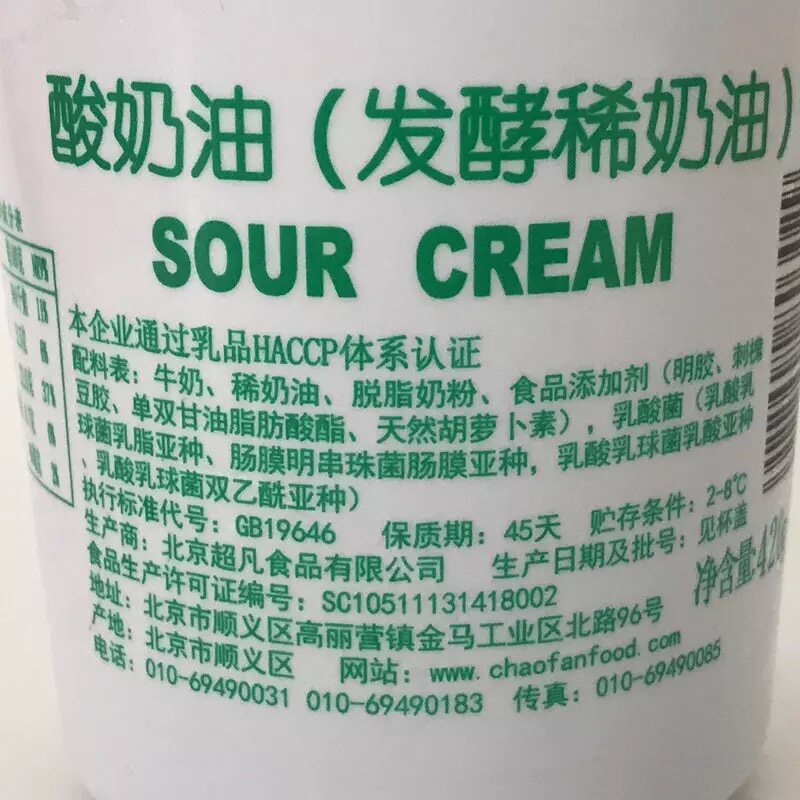 酸奶油（发酵稀奶油）
SOUR CREAM
本企业通过乳品HACCP体系认证
配料表：牛奶、稀奶油、脱脂奶粉、食品添加剂（明胶、刺槐
豆胶、单双甘油脂肪酸酯、天然胡萝卜素），乳酸菌（乳酸乳
球菌乳脂亚种、肠膜明串珠菌肠膜亚种，乳酸乳球菌乳酸亚种
、乳酸乳球菌双乙酰亚种）
执行标准代号：GB19646 保质期：45天 贮存条件：2-8℃
生产商：北京超凡食品有限公司 生产日期及批号：见杯盖
食品生产许可证编号：SC10511131418002
净含量:420
地址：北京市顺义区高丽营镇金马工业区北路96号
产地：北京市顺义区 网站：www.chaofanfood.com
电话：010-69490031 010-69490183 传真：010-69490085